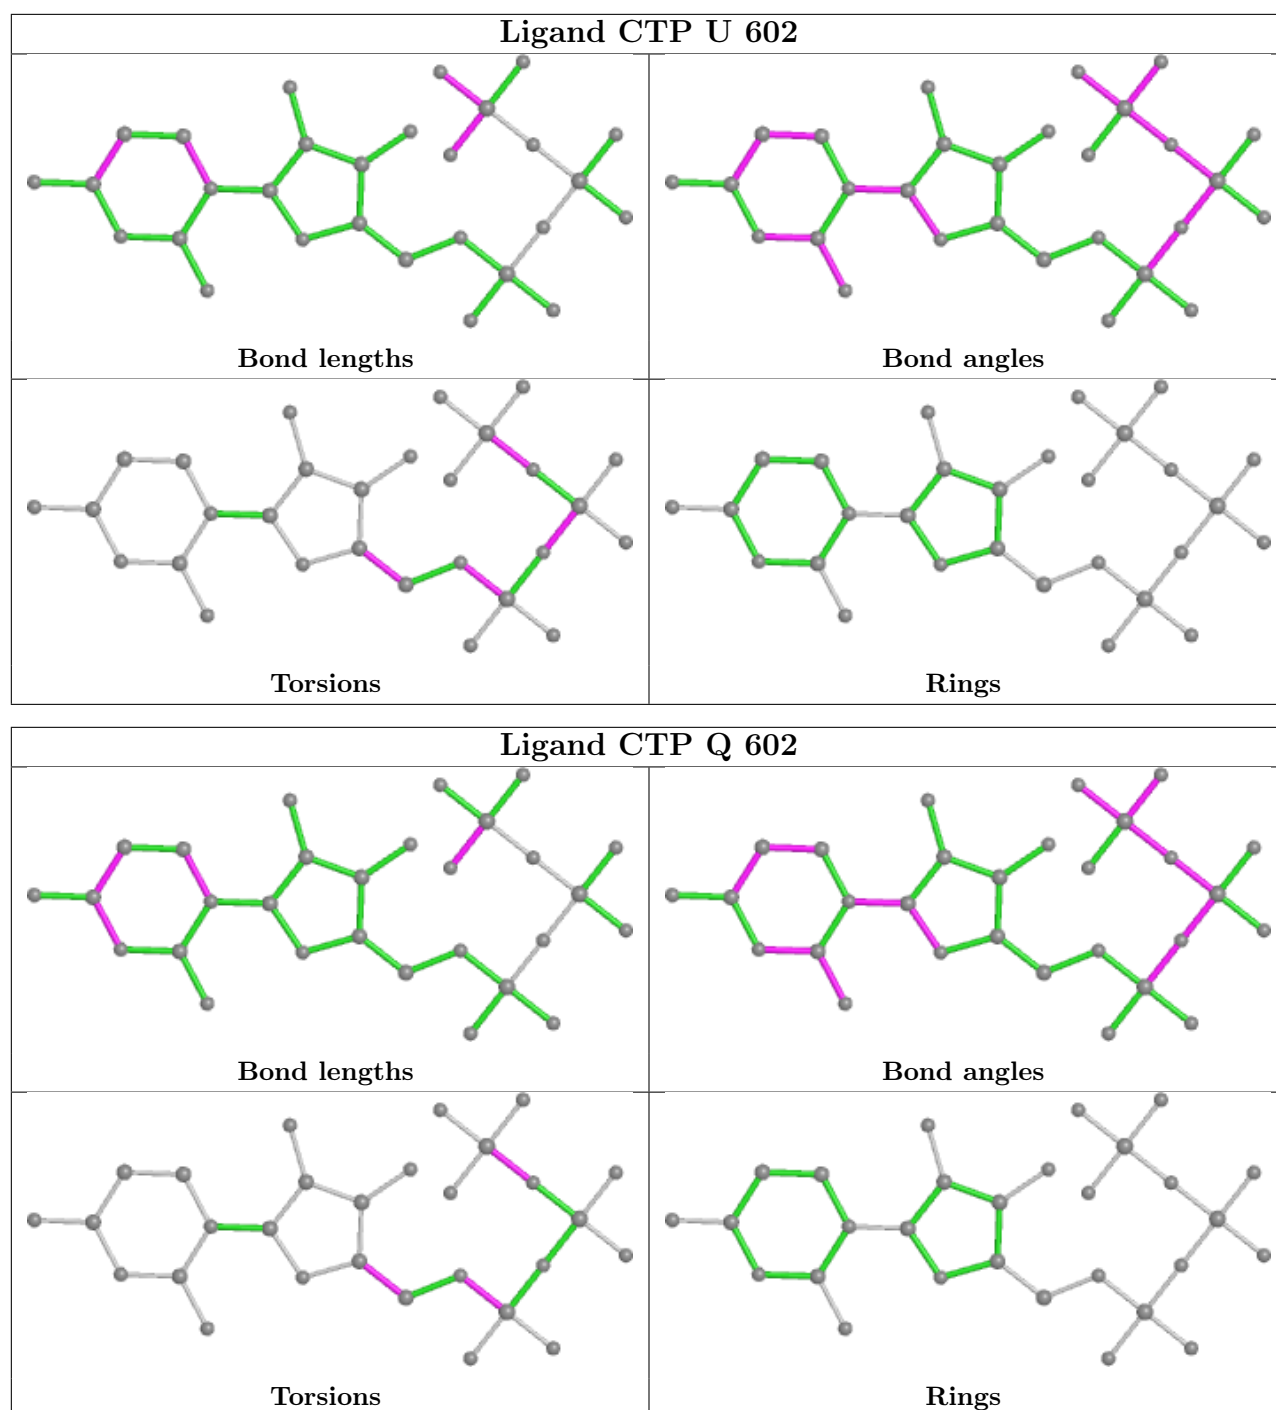 Ligand CTP U 602
Bond lengths
Bond angles
Torsions
Rings
Ligand CTP Q 602
Bond lengths
Bond angles
Torsions
Rings